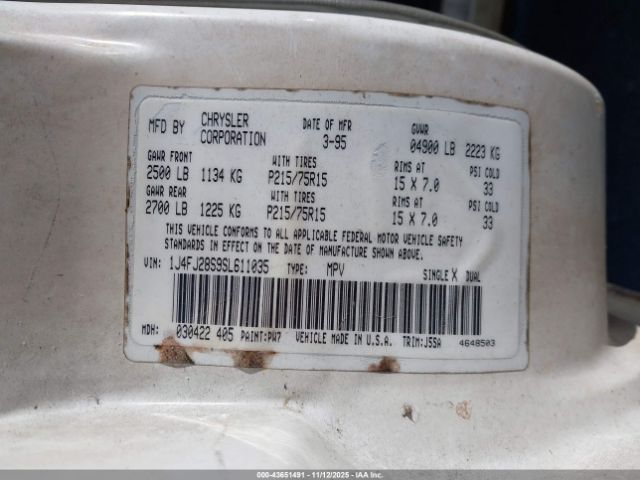 MFD BY CHRYSLER CORPORATION DATE OF MFR 3-95 GVWR 04900 LB 2223 KG
GAWR FRONT WITH TIRES RIMS AT PSI COLD
2500 LB 1134 KG P215/75R15 15 X 7.0 33
GAWR REAR WITH TIRES RIMS AT PSI COLD
2700 LB 1225 KG P215/75R15 15 X 7.0 33
THIS VEHICLE CONFORMS TO ALL APPLICABLE FEDERAL MOTOR VEHICLE SAFETY
STANDARDS IN EFFECT ON THE DATE OF MANUFACTURE SHOWN ABOVE.
VIN: 1J4FJ28S9SL611035 TYPE: MPV SINGLE X DUAL
MDH: 030422 405 PAINT:PW7 VEHICLE MADE IN U.S.A. TRIM:J5SA 4648503
000-43651491 - 11/12/2025 - IAA Inc.